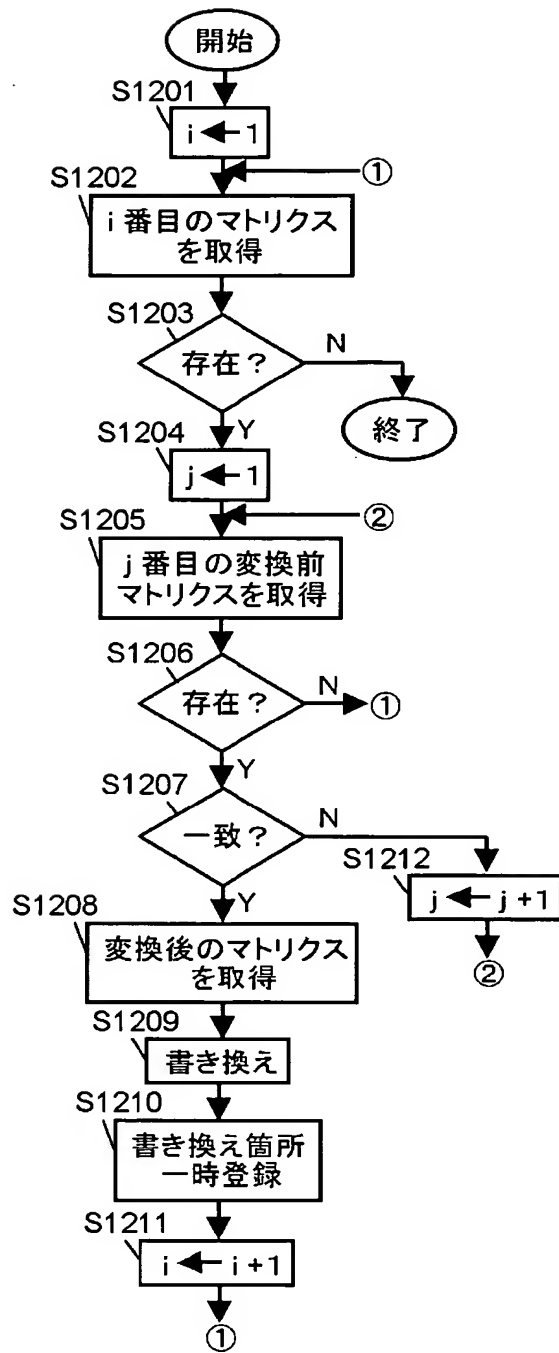 開始
S1201
i ← 1
①
S1202
i 番目のマトリクス
を取得
S1203
存在？
N
Y
終了
S1204
j ← 1
②
S1205
j 番目の変換前
マトリクスを取得
S1206
存在？
N
①
Y
S1207
一致？
N
Y
S1212
j ← j +1
②
S1208
変換後のマトリクス
を取得
S1209
書き換え
S1210
書き換え箇所
一時登録
S1211
i ← i +1
①